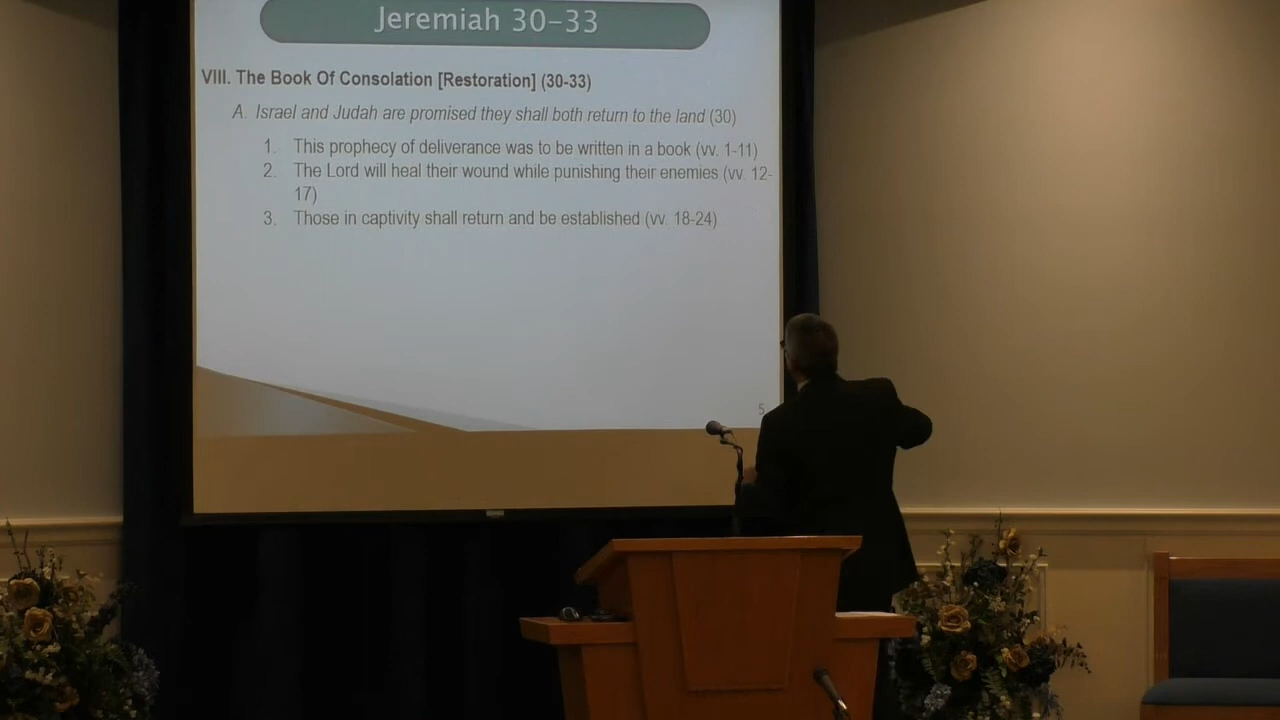 Jeremiah 30–33
VIII. The Book Of Consolation [Restoration] (30-33)
A. Israel and Judah are promised they shall both return to the land (30)
1. This prophecy of deliverance was to be written in a book (vv. 1-11)
2. The Lord will heal their wound while punishing their enemies (vv. 12-
17)
3. Those in captivity shall return and be established (vv. 18-24)
5